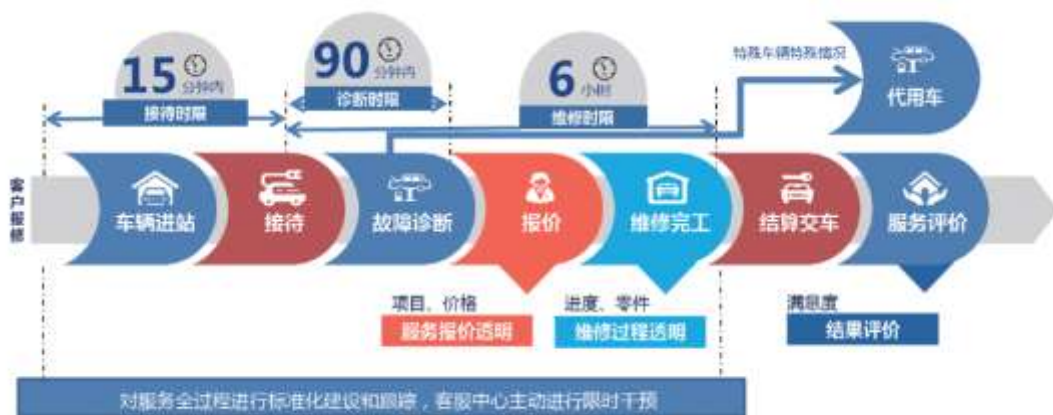 15
分钟内
接待时限
90
分钟内
诊断时限
6
小时
维修时限
特殊车辆特殊情况
代用车
客户报修
车辆进站
接待
故障诊断
报价
维修完工
结算交车
服务评价
项目、价格
服务报价透明
进度、零件
维修过程透明
满意度
结果评价
对服务全过程进行标准化建设和跟踪，客服中心主动进行限时干预